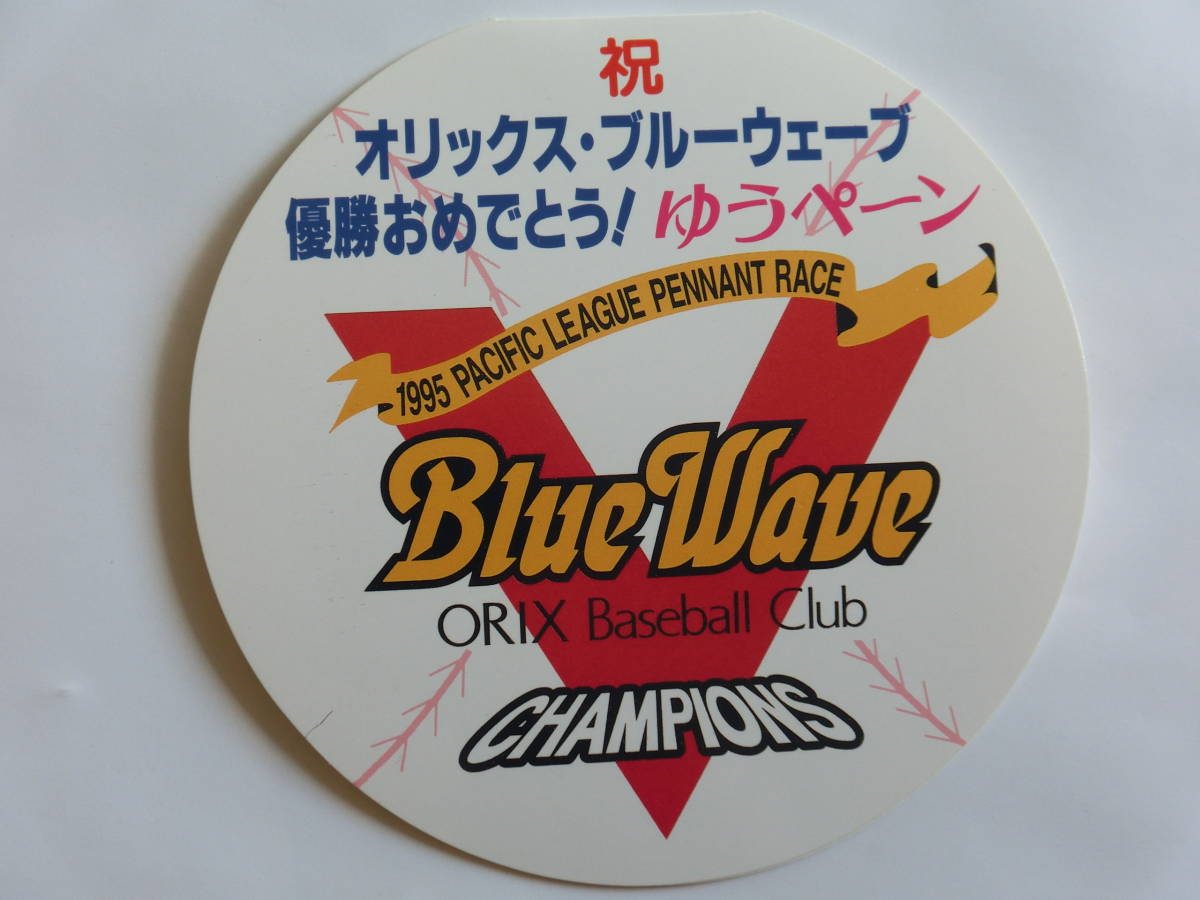 祝
オリックス・ブルーウェーブ
優勝おめでとう! ゆうペーン
1995 PACIFIC LEAGUE PENNANT RACE
Blue Wave
ORIX Baseball Club
CHAMPIONS